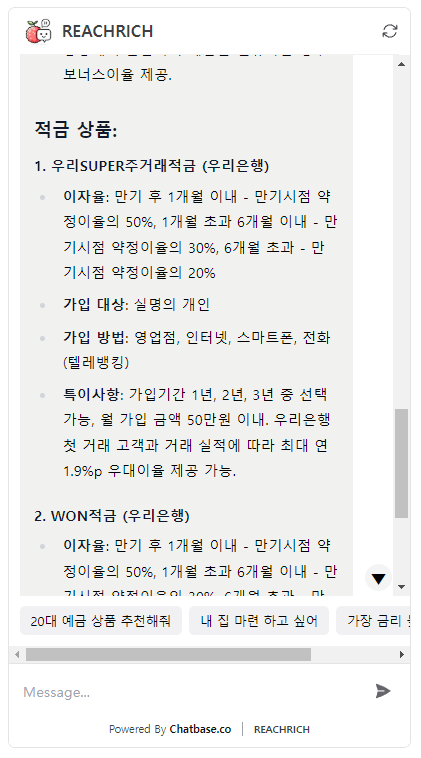 REACHRICH
보너스이율 제공.
적금 상품:
1. 우리SUPER주거래적금 (우리은행)
이자율: 만기 후 1개월 이내 - 만기시점 약
정이율의 50%, 1개월 초과 6개월 이내 - 만
기시점 약정이율의 30%, 6개월 초과 - 만
기시점 약정이율의 20%
가입 대상: 실명의 개인
가입 방법: 영업점, 인터넷, 스마트폰, 전화
(텔레뱅킹)
특이사항: 가입기간 1년, 2년, 3년 중 선택
가능, 월 가입 금액 50만원 이내. 우리은행
첫 거래 고객과 거래 실적에 따라 최대 연
1.9%p 우대이율 제공 가능.
2. WON적금 (우리은행)
이자율: 만기 후 1개월 이내 - 만기시점 약
정이율의 50%, 1개월 초과 6개월 이내 - 만
기시점 약정이율의 30%, 6개월 초과 - 만
20대 예금 상품 추천해줘 내 집 마련 하고 싶어 가장 금리
Message...
Powered By Chatbase.co | REACHRICH